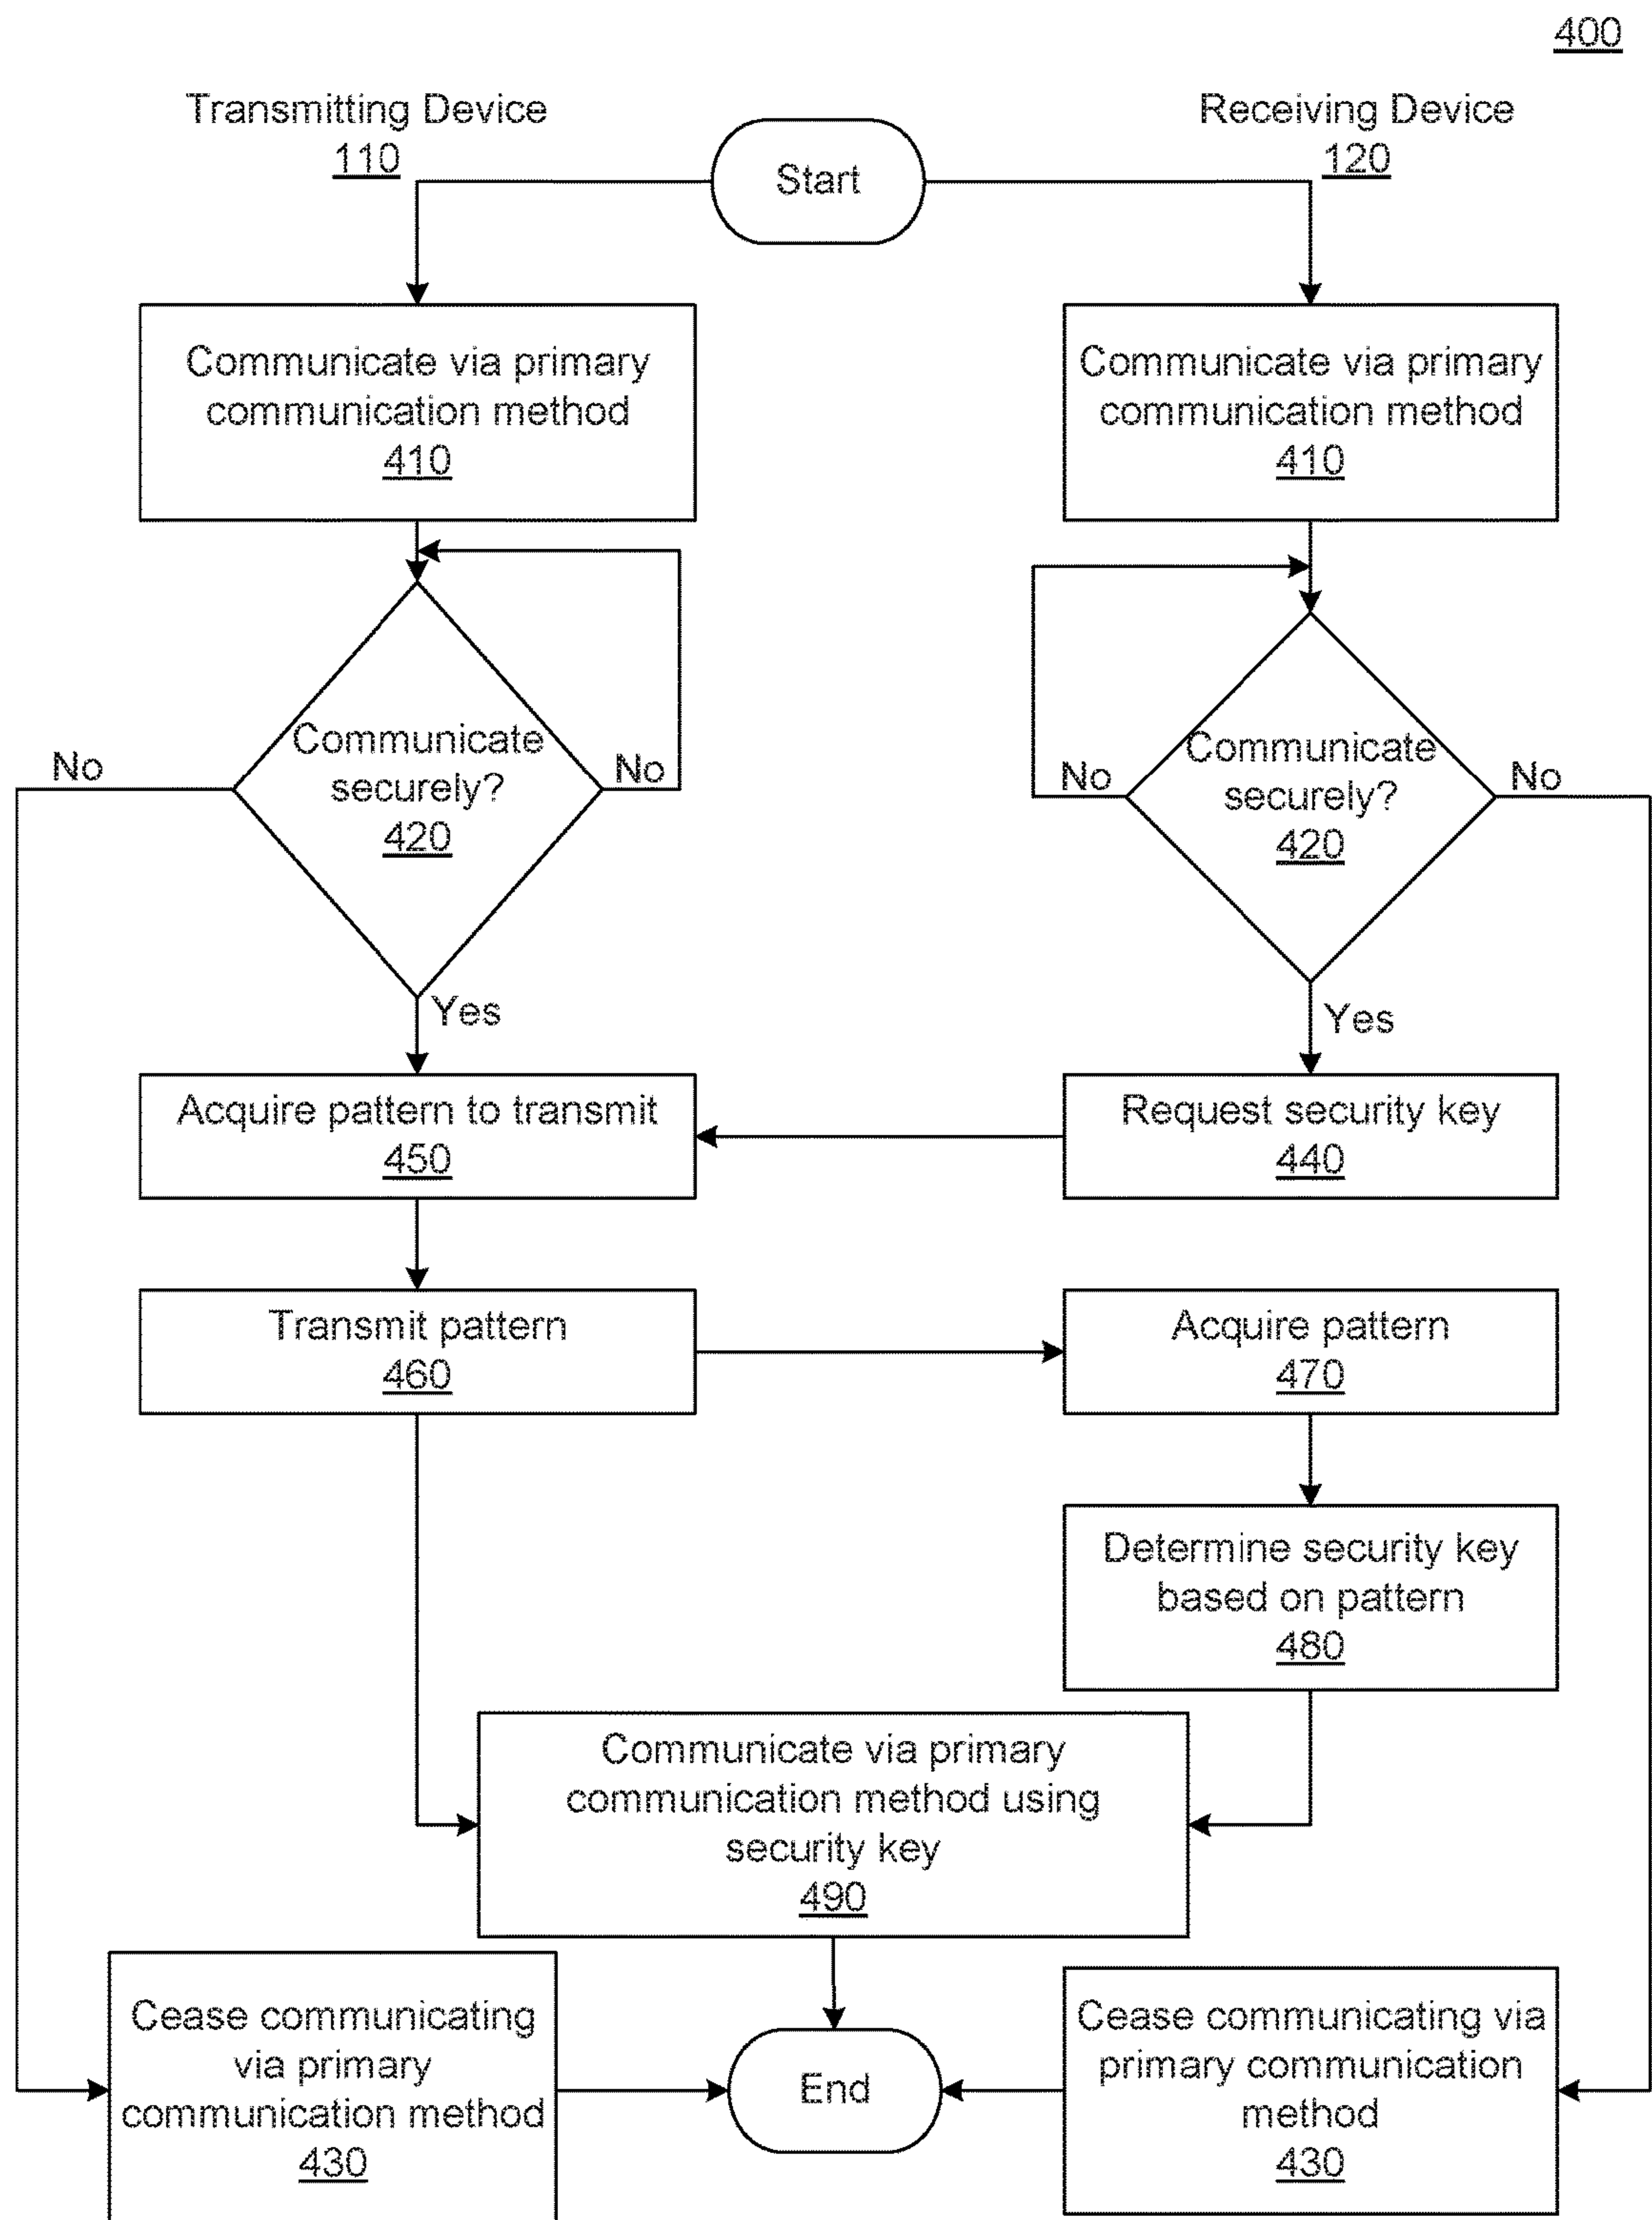 400
Transmitting Device
110
Receiving Device
120
Start
Communicate via primary
communication method
410
Communicate via primary
communication method
410
Communicate
securely?
420
No
No
Yes
Communicate
securely?
420
No
No
Yes
Acquire pattern to transmit
450
Request security key
440
Transmit pattern
460
Acquire pattern
470
Determine security key
based on pattern
480
Communicate via primary
communication method using
security key
490
Cease communicating
via primary
communication method
430
End
Cease communicating via
primary communication
method
430